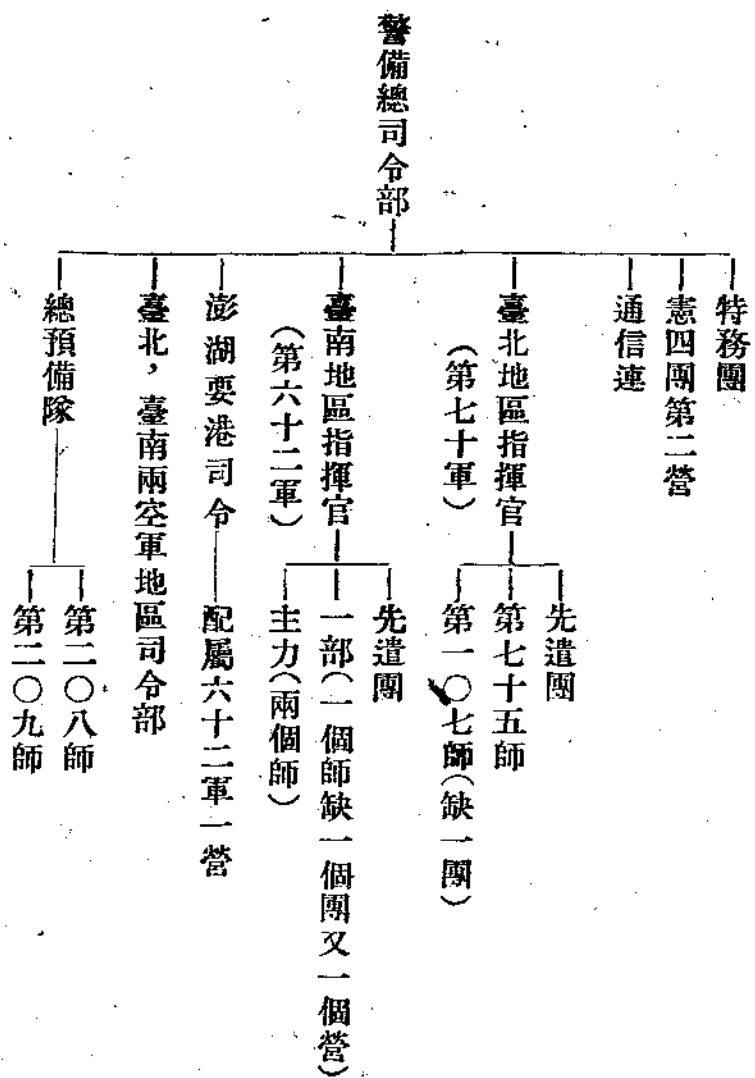 警備總司令部
特務團
憲四團第二營
通信連
臺北地區指揮官
（第七十軍）
先遣團
第七十五師
第一〇七師（缺一團）
臺南地區指揮官
（第六十二軍）
先遣團
一部（一個師缺一個團又一個營）
主力（兩個師）
澎湖要港司令
配屬六十二軍一營
臺北，臺南兩空軍地區司令部
總預備隊
第二〇八師
第二〇九師